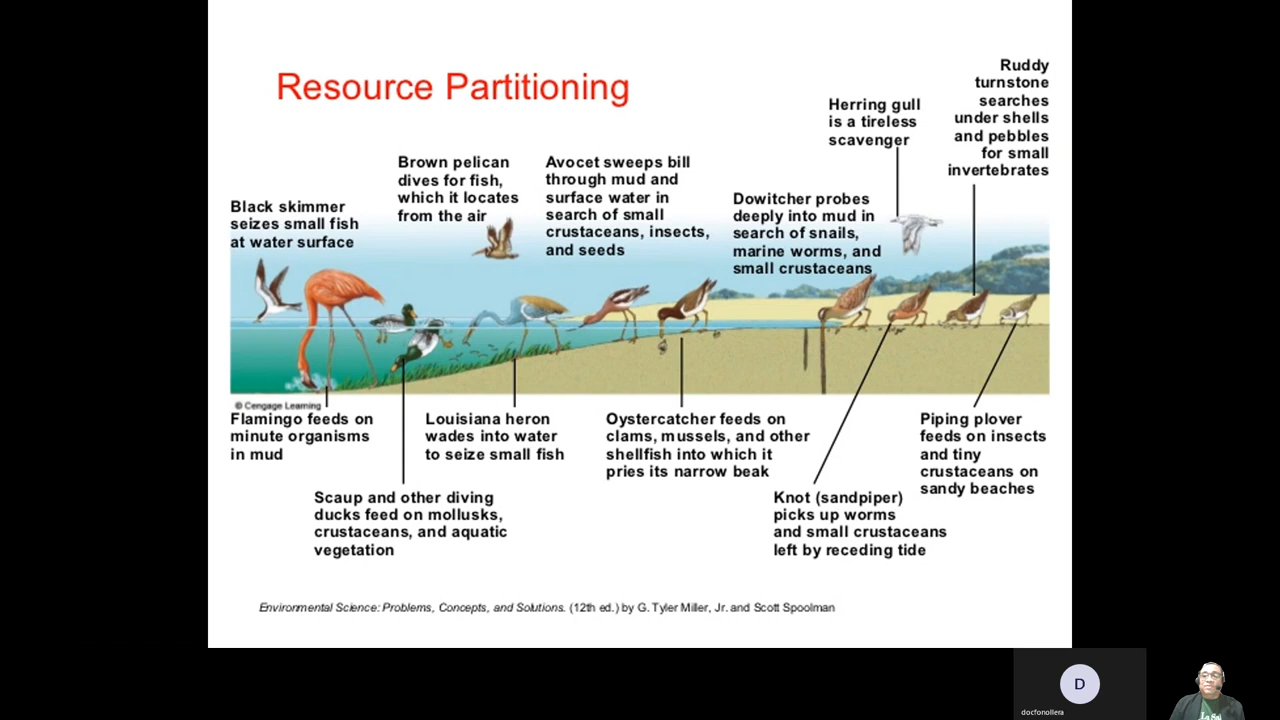 Resource Partitioning
Ruddy
turnstone
searches
under shells
and pebbles
for small
invertebrates
Herring gull
is a tireless
scavenger
Brown pelican
dives for fish,
which it locates
from the air
Avocet sweeps bill
through mud and
surface water in
search of small
crustaceans, insects,
and seeds
Dowitcher probes
deeply into mud in
search of snails,
marine worms, and
small crustaceans
Black skimmer
seizes small fish
at water surface
© Cengage Learning
Flamingo feeds on
minute organisms
in mud
Louisiana heron
wades into water
to seize small fish
Oystercatcher feeds on
clams, mussels, and other
shellfish into which it
pries its narrow beak
Piping plover
feeds on insects
and tiny
crustaceans on
sandy beaches
Scaup and other diving
ducks feed on mollusks,
crustaceans, and aquatic
vegetation
Knot (sandpiper)
picks up worms
and small crustaceans
left by receding tide
Environmental Science: Problems, Concepts, and Solutions. (12th ed.) by G. Tyler Miller, Jr. and Scott Spoolman
D
docfonollera